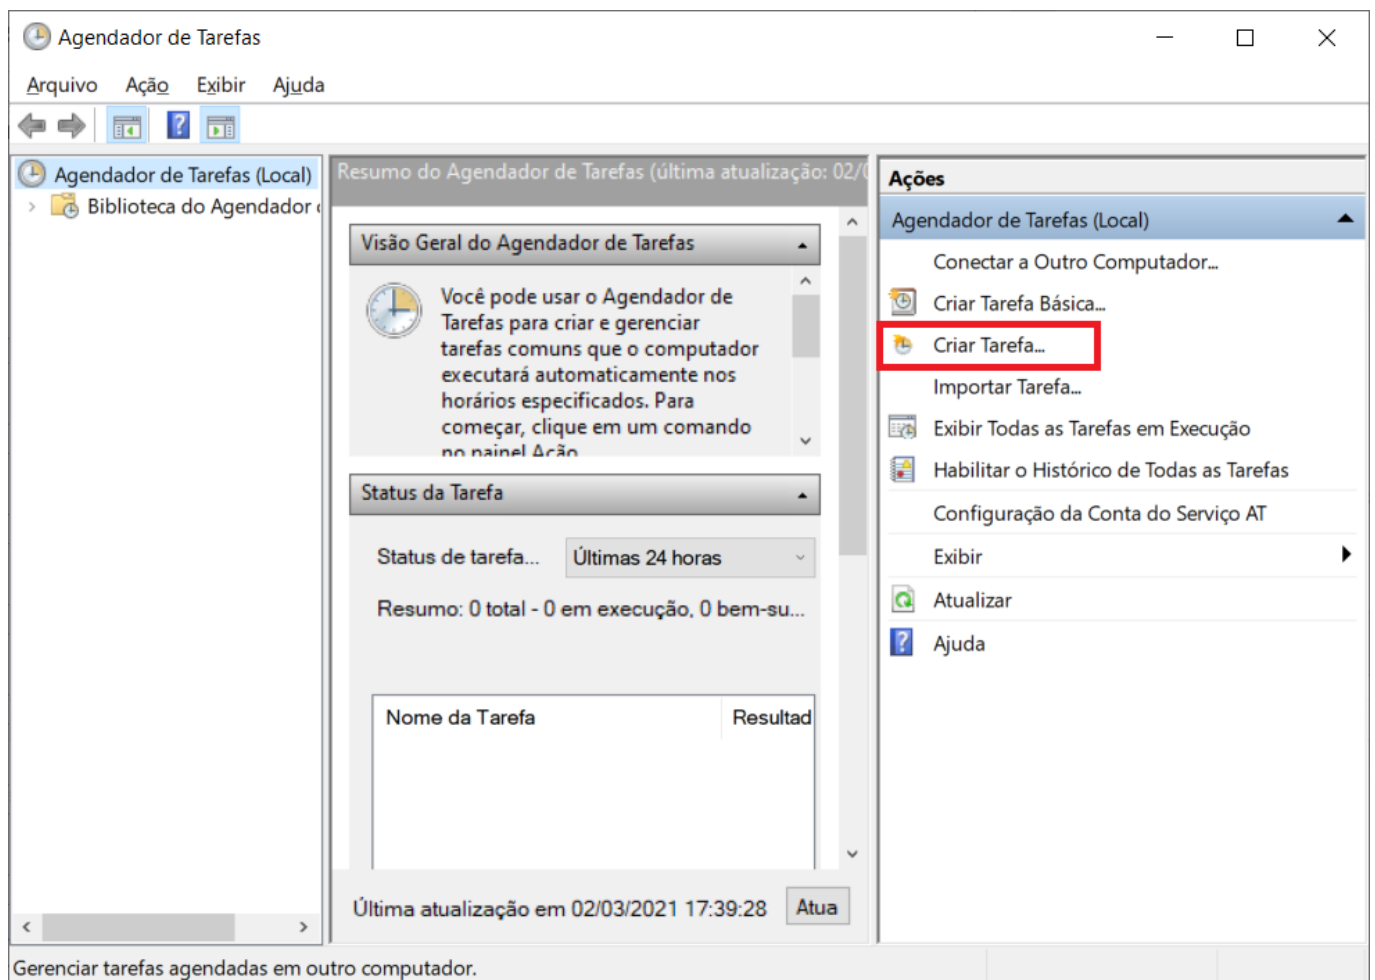 Agendador de Tarefas
Arquivo Ação Exibir Ajuda
Agendador de Tarefas (Local)
Biblioteca do Agendador
Resumo do Agendador de Tarefas (última atualização: 02/0
Visão Geral do Agendador de Tarefas
Você pode usar o Agendador de
Tarefas para criar e gerenciar
tarefas comuns que o computador
executará automaticamente nos
horários especificados. Para
começar, clique em um comando
no painel Ação
Status da Tarefa
Status de tarefa... Últimas 24 horas
Resumo: 0 total - 0 em execução, 0 bem-su...
Nome da Tarefa Resultad
Última atualização em 02/03/2021 17:39:28 Atua
Ações
Agendador de Tarefas (Local)
Conectar a Outro Computador...
Criar Tarefa Básica...
Criar Tarefa...
Importar Tarefa...
Exibir Todas as Tarefas em Execução
Habilitar o Histórico de Todas as Tarefas
Configuração da Conta do Serviço AT
Exibir
Atualizar
Ajuda
Gerenciar tarefas agendadas em outro computador.